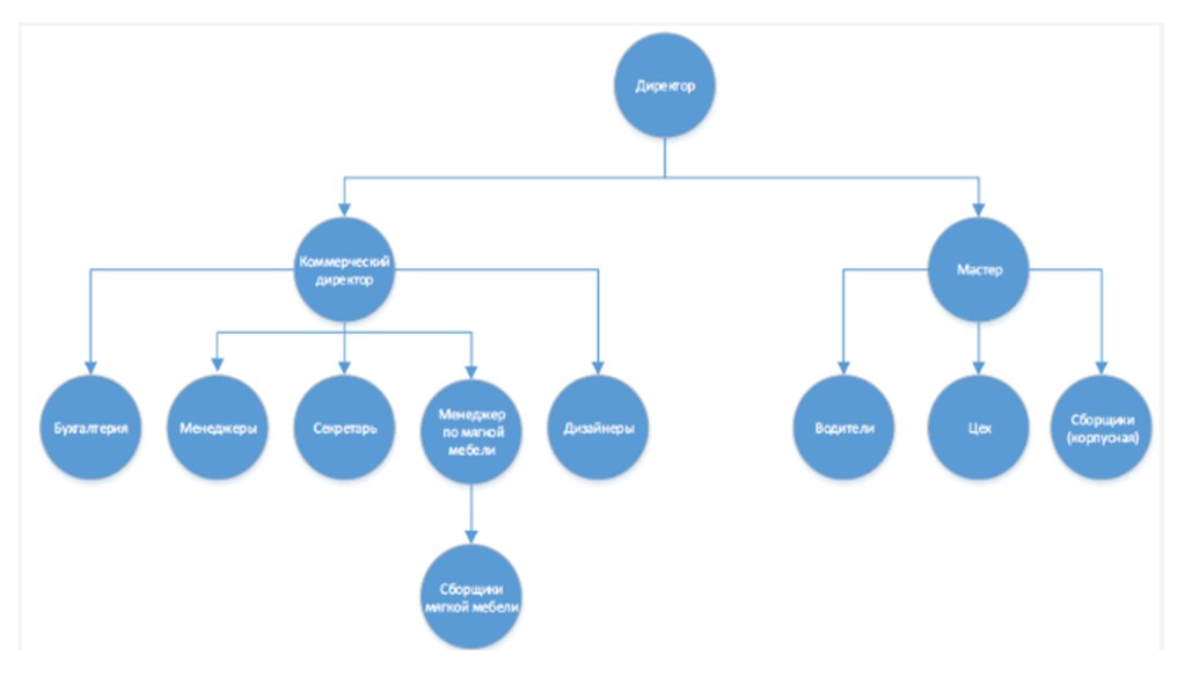 Директор
Коммерческий
директор
Мастер
Бухгалтерия
Менеджеры
Секретарь
Менеджер
по мягкой
мебели
Дизайнеры
Водители
Цех
Сборщики
(корпусная)
Сборщики
мягкой мебели